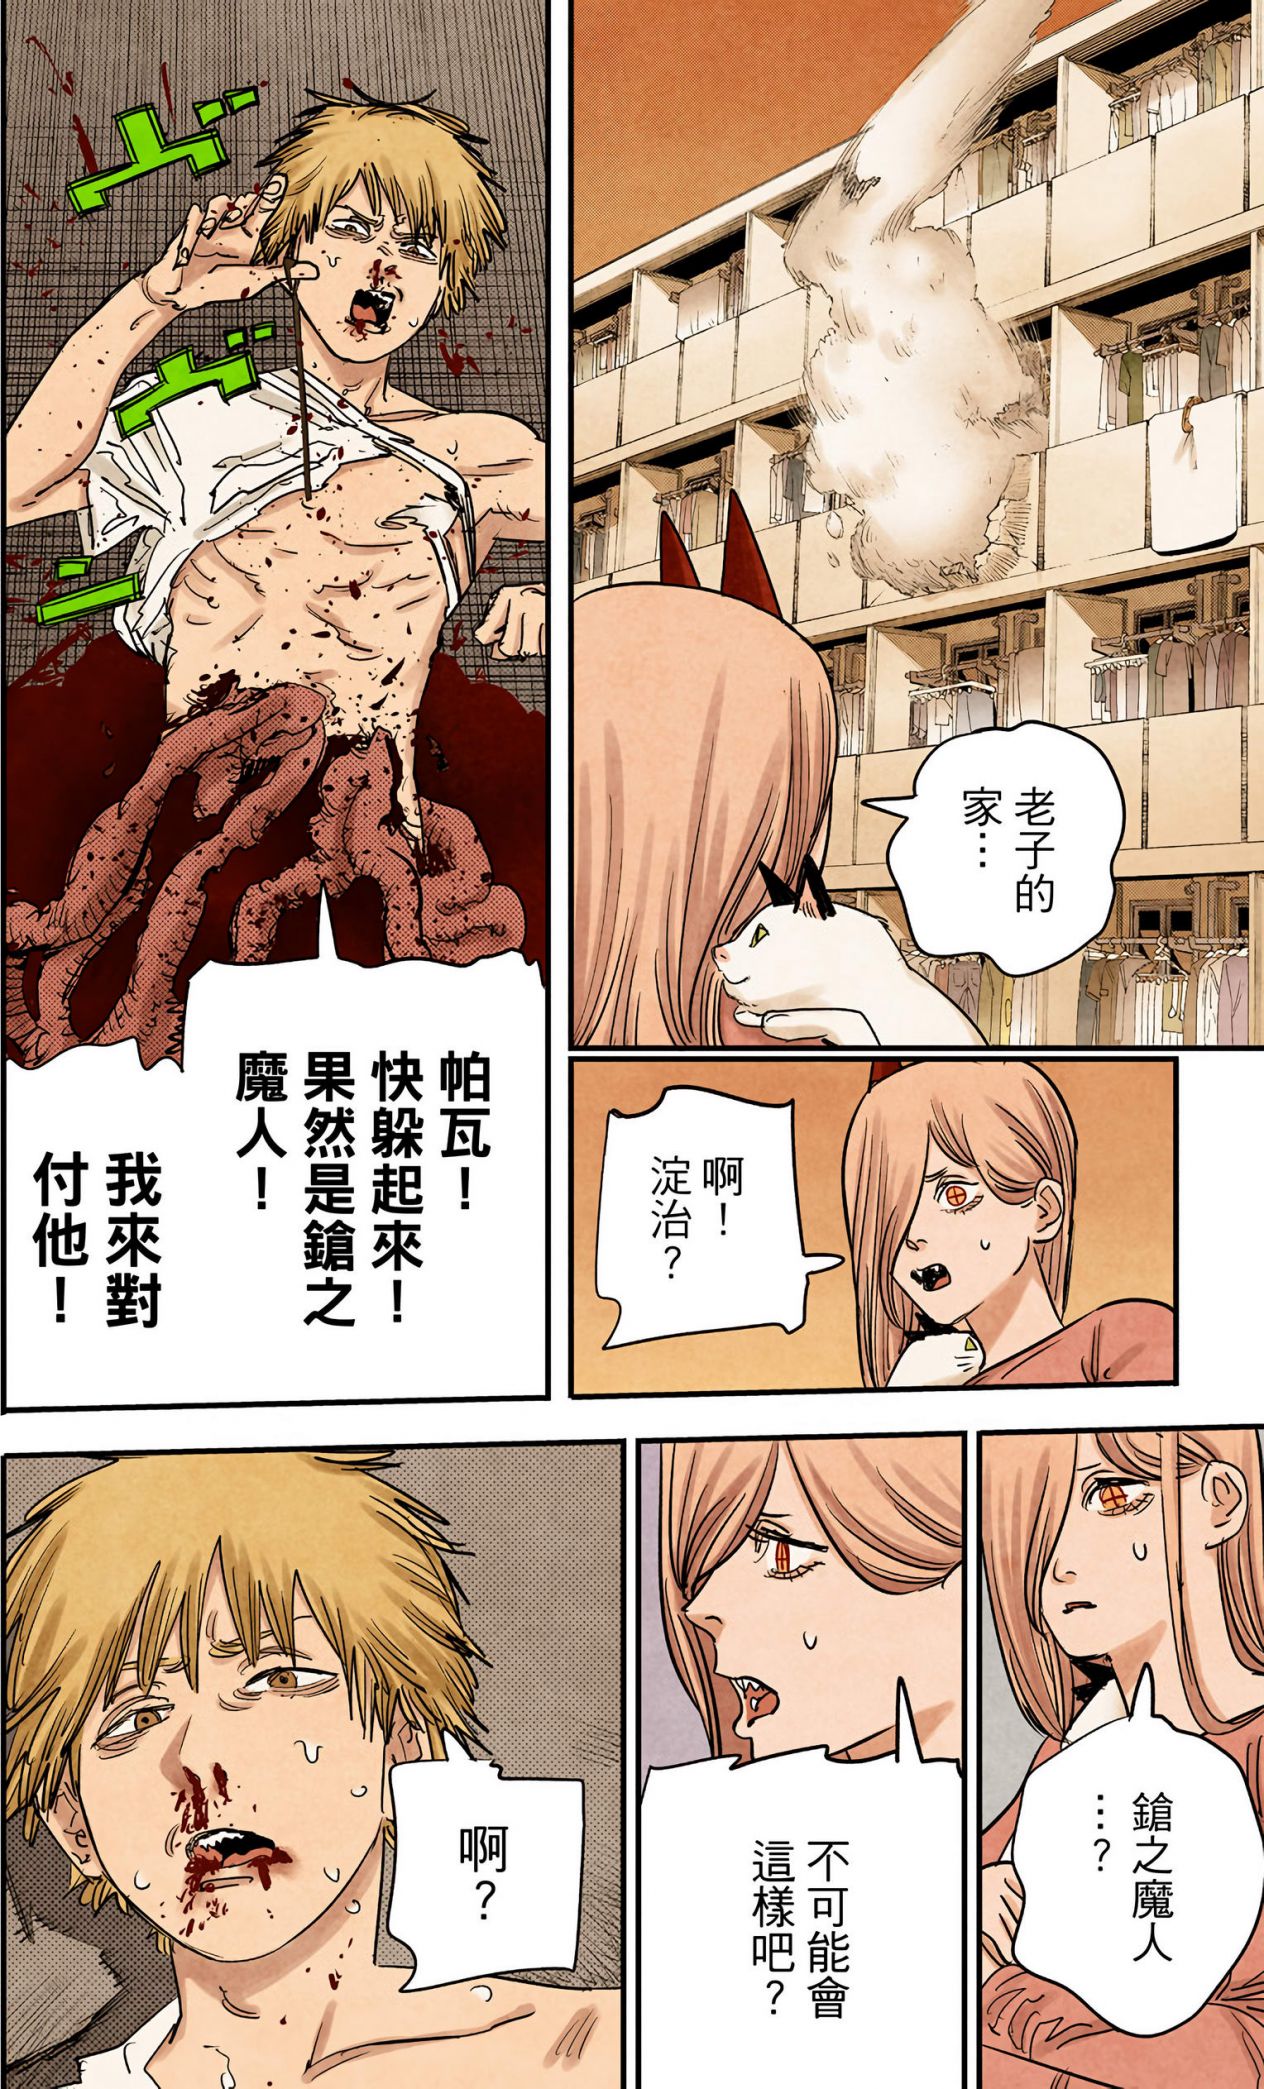 老子的
家…
啊！
淀治？
帕瓦！
快躲起來！
果然是鎗之
魔人！
我來對
付他！
鎗之魔人
…？
不可能會
這樣吧？
啊？